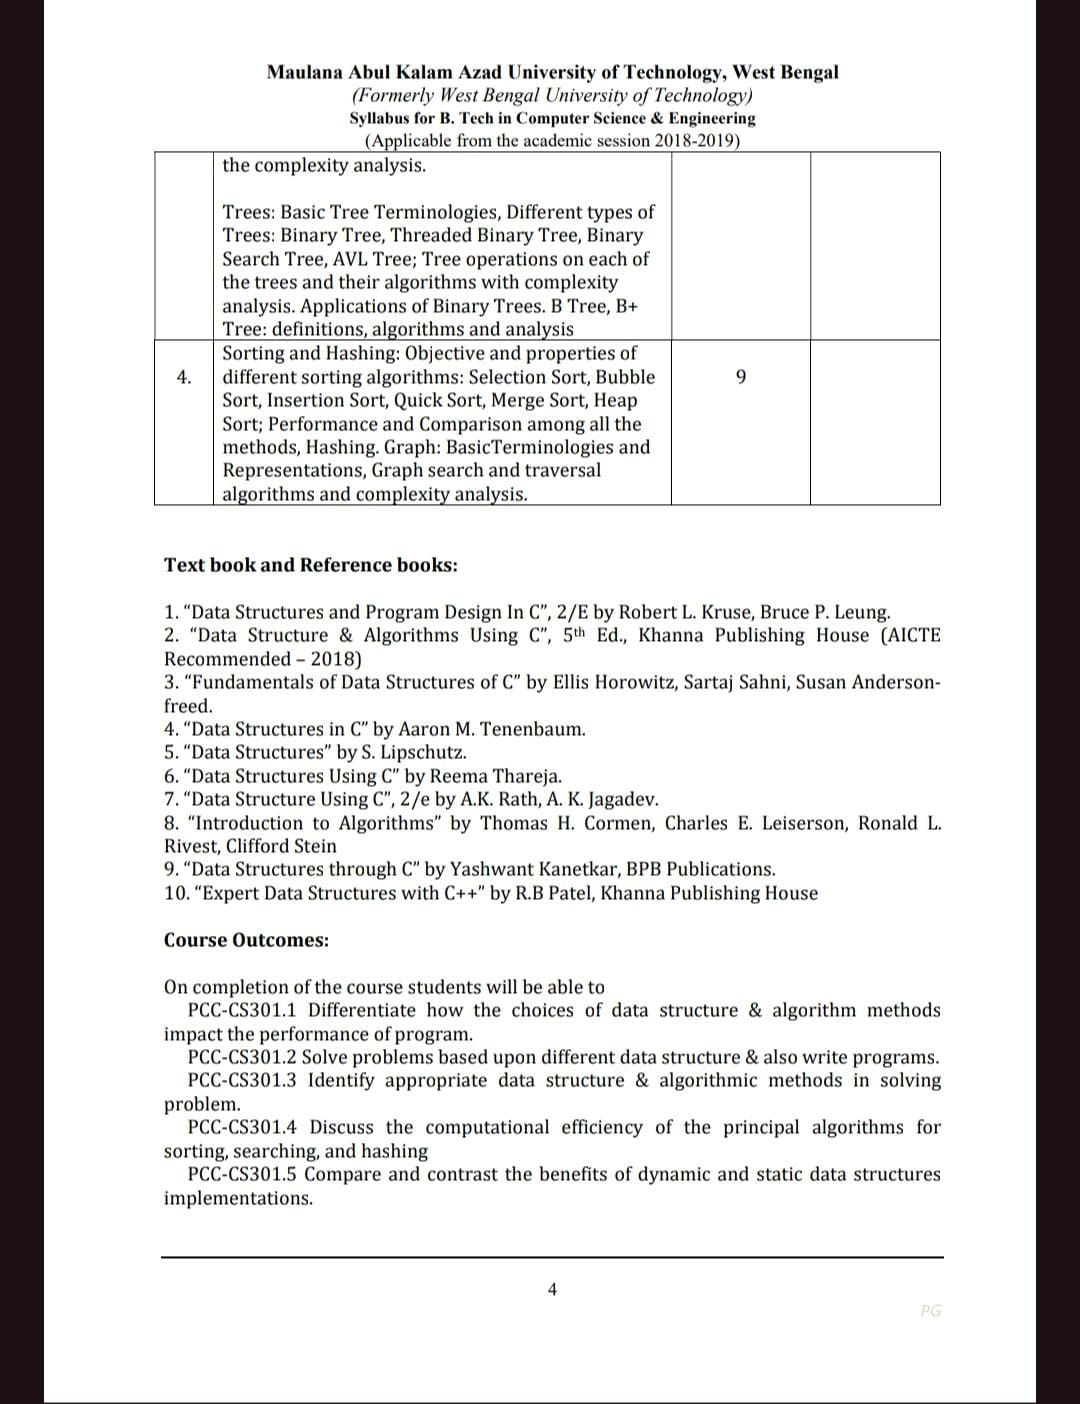 Maulana Abul Kalam Azad University of Technology, West Bengal
(Formerly West Bengal University of Technology)
Syllabus for B. Tech in Computer Science & Engineering
(Applicable from the academic session 2018-2019)
the complexity analysis.
Trees: Basic Tree Terminologies, Different types of
Trees: Binary Tree, Threaded Binary Tree, Binary
Search Tree, AVL Tree; Tree operations on each of
the trees and their algorithms with complexity
analysis. Applications of Binary Trees. B Tree, B+
Tree: definitions, algorithms and analysis
Sorting and Hashing: Objective and properties of
4. different sorting algorithms: Selection Sort, Bubble 9
Sort, Insertion Sort, Quick Sort, Merge Sort, Heap
Sort; Performance and Comparison among all the
methods, Hashing. Graph: BasicTerminologies and
Representations, Graph search and traversal
algorithms and complexity analysis.
Text book and Reference books:
1. “Data Structures and Program Design In C”, 2/E by Robert L. Kruse, Bruce P. Leung.
2. “Data Structure & Algorithms Using C”, 5th Ed., Khanna Publishing House (AICTE
Recommended – 2018)
3. “Fundamentals of Data Structures of C” by Ellis Horowitz, Sartaj Sahni, Susan Anderson-
freed.
4. “Data Structures in C” by Aaron M. Tenenbaum.
5. “Data Structures” by S. Lipschutz.
6. “Data Structures Using C” by Reema Thareja.
7. “Data Structure Using C”, 2/e by A.K. Rath, A. K. Jagadev.
8. “Introduction to Algorithms” by Thomas H. Cormen, Charles E. Leiserson, Ronald L.
Rivest, Clifford Stein
9. “Data Structures through C” by Yashwant Kanetkar, BPB Publications.
10. “Expert Data Structures with C++” by R.B Patel, Khanna Publishing House
Course Outcomes:
On completion of the course students will be able to
PCC-CS301.1 Differentiate how the choices of data structure & algorithm methods
impact the performance of program.
PCC-CS301.2 Solve problems based upon different data structure & also write programs.
PCC-CS301.3 Identify appropriate data structure & algorithmic methods in solving
problem.
PCC-CS301.4 Discuss the computational efficiency of the principal algorithms for
sorting, searching, and hashing
PCC-CS301.5 Compare and contrast the benefits of dynamic and static data structures
implementations.
4
PG